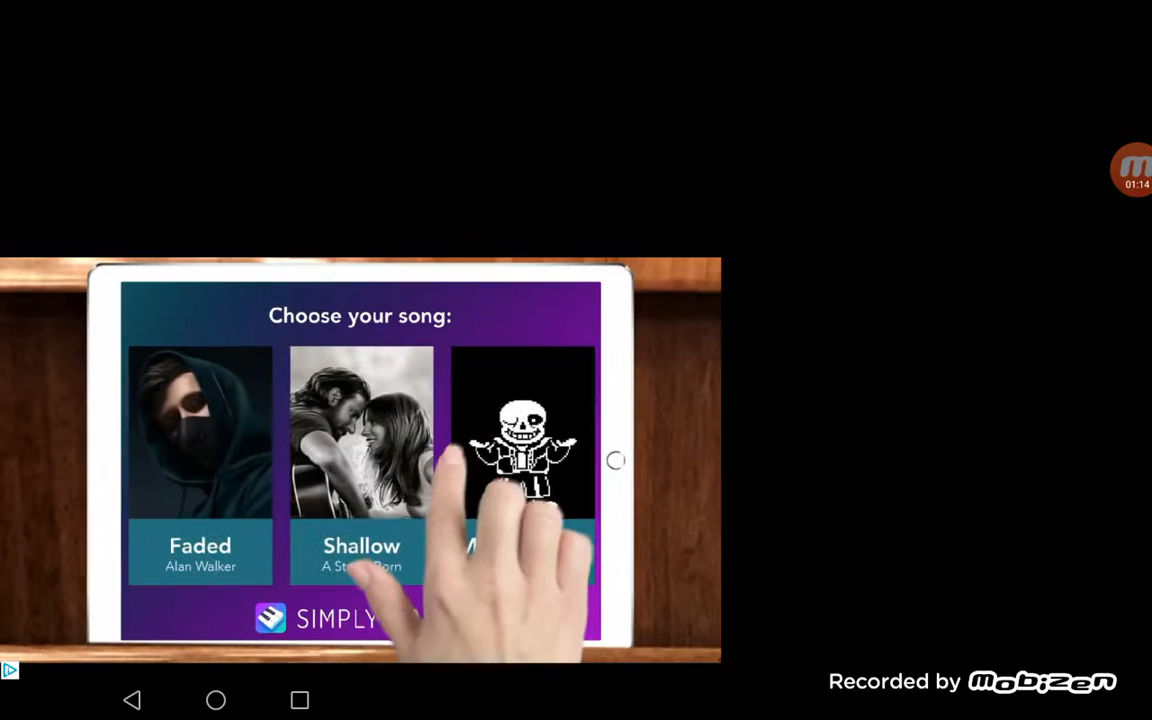 01:14
Choose your song:
Faded
Alan Walker
Shallow
SIMPLY
Recorded by mobizen